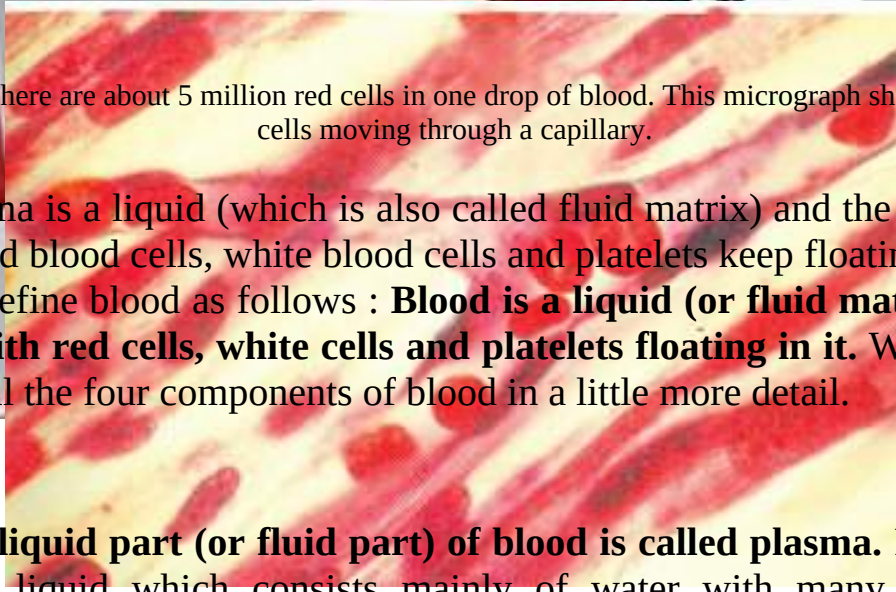 here are about 5 million red cells in one drop of blood. This micrograph sh
cells moving through a capillary.
na is a liquid (which is also called fluid matrix) and the
d blood cells, white blood cells and platelets keep floatin
efine blood as follows : Blood is a liquid (or fluid mat
ith red cells, white cells and platelets floating in it. W
l the four components of blood in a little more detail.
liquid part (or fluid part) of blood is called plasma.
liquid which consists mainly of water with many